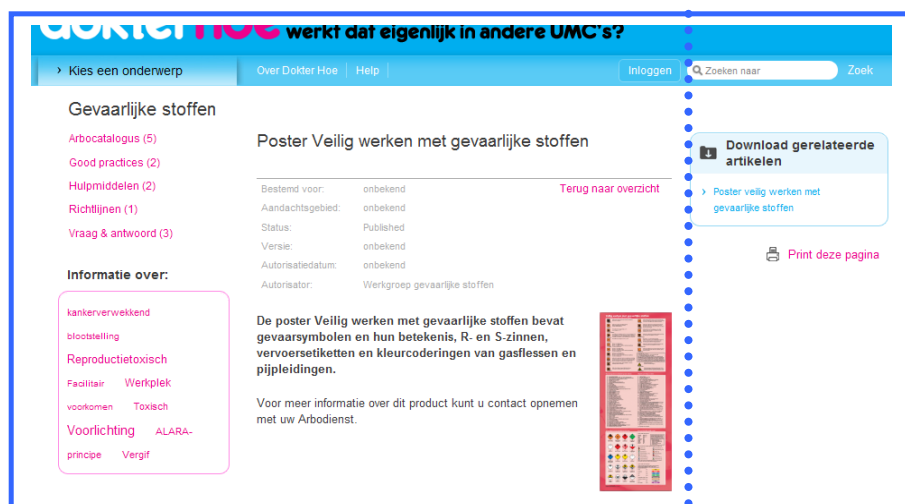 dokterhoe werkt dat eigenlijk in andere UMC's?
› Kies een onderwerp
Over Dokter Hoe
Help
Inloggen
Zoeken naar
Zoek
Gevaarlijke stoffen
Arbocatalogus (5)
Good practices (2)
Hulpmiddelen (2)
Richtlijnen (1)
Vraag & antwoord (3)
Informatie over:
kankerverwekkend
blootstelling
Reproductietoxisch
Facilitair Werkplek
voorkomen Toxisch
Voorlichting ALARA-
principe Vergif
Poster Veilig werken met gevaarlijke stoffen
Terug naar overzicht
Bestemd voor: onbekend
Aandachtsgebied: onbekend
Status: Published
Versie: onbekend
Autorisatiedatum: onbekend
Autorisator: Werkgroep gevaarlijke stoffen
De poster Veilig werken met gevaarlijke stoffen bevat
gevaarsymbolen en hun betekenis, R- en S-zinnen,
vervoersetiketten en kleurcoderingen van gasflessen en
pijpleidingen.
Voor meer informatie over dit product kunt u contact opnemen
met uw Arbodienst.
Download gerelateerde
artikelen
› Poster veilig werken met
gevaarlijke stoffen
Print deze pagina